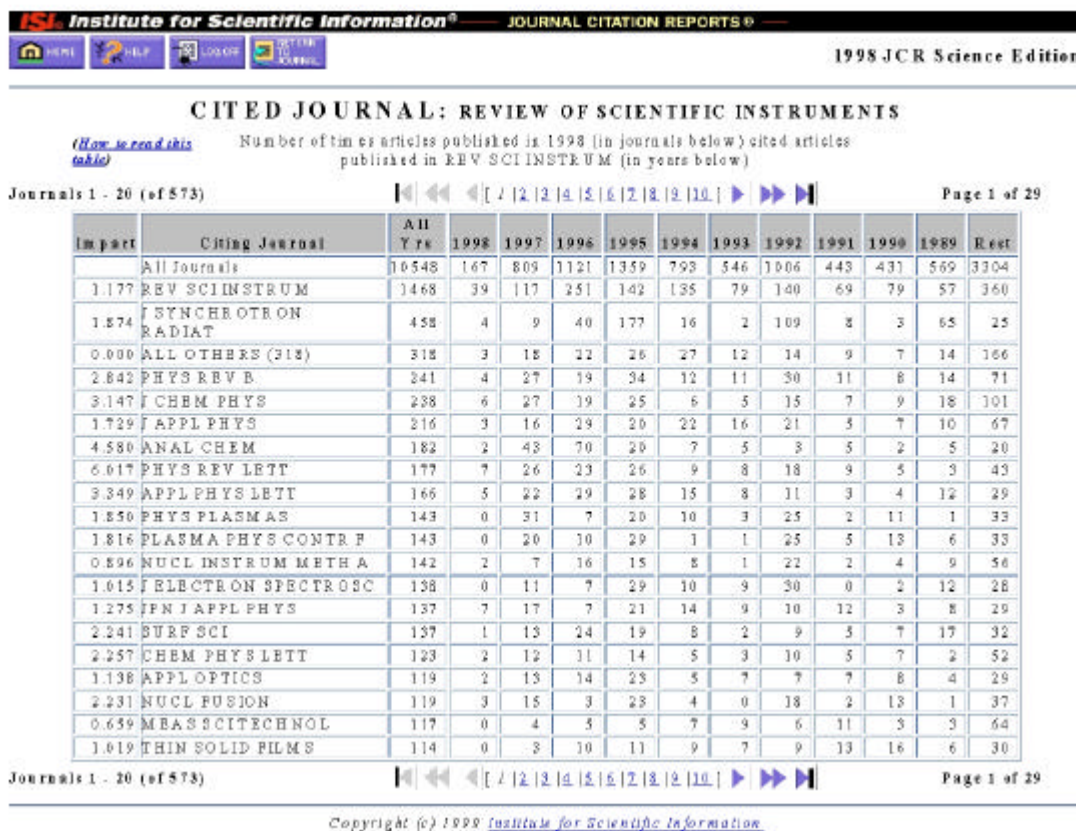 ISI. Institute for Scientific Information® JOURNAL CITATION REPORTS®
HOME HELP LOG OFF RETURN TO JOURNAL 1998 JCR Science Edition
CITED JOURNAL: REVIEW OF SCIENTIFIC INSTRUMENTS
(How to read this table)
Number of times articles published in 1998 (in journals below) cited articles
published in REV SCI INSTRUM (in years below)
Journals 1 - 20 (of 573) [ 1 |2 |3 |4 |5 |6 |7 |8 |9 |10 ] Page 1 of 29
Impact Citing Journal All Yrs 1998 1997 1996 1995 1994 1993 1992 1991 1990 1989 Rest
All Journals 10548 167 809 1121 1359 793 546 1006 443 431 569 3304
1.177 REV SCI INSTRUM 1468 39 117 251 142 135 79 140 69 79 57 360
1.874 J SYNCHROTRON RADIAT 458 4 9 40 177 16 2 109 8 3 65 25
0.000 ALL OTHERS (318) 318 3 18 22 26 27 12 14 9 7 14 166
2.842 PHYS REV B 241 4 27 19 34 12 11 30 11 8 14 71
3.147 J CHEM PHYS 238 6 27 19 25 6 5 15 7 9 18 101
1.729 J APPL PHYS 216 3 16 29 20 22 16 21 5 7 10 67
4.580 ANAL CHEM 182 2 43 70 20 7 5 3 5 2 5 20
6.017 PHYS REV LETT 177 7 26 23 26 9 8 18 9 5 3 43
3.349 APPL PHYS LETT 166 5 22 29 28 15 8 11 3 4 12 29
1.850 PHYS PLASMAS 143 0 31 7 20 10 3 25 2 11 1 33
1.816 PLASMA PHYS CONTR F 143 0 20 10 29 1 1 25 5 13 6 33
0.896 NUCL INSTRUM METH A 142 2 7 16 15 8 1 22 2 4 9 56
1.015 J ELECTRON SPECTROSC 138 0 11 7 29 10 9 30 0 2 12 28
1.275 JPN J APPL PHYS 137 7 17 7 21 14 9 10 12 3 8 29
2.241 SURF SCI 137 1 13 24 19 8 2 9 5 7 17 32
2.257 CHEM PHYS LETT 123 2 12 11 14 5 3 10 5 7 2 52
1.138 APPL OPTICS 119 2 13 14 23 5 7 7 7 8 4 29
2.231 NUCL FUSION 119 3 15 3 23 4 0 18 2 13 1 37
0.659 MEAS SCI TECHNOL 117 0 4 5 5 7 9 6 11 3 3 64
1.019 THIN SOLID FILMS 114 0 3 10 11 9 7 9 13 16 6 30
Journals 1 - 20 (of 573) [ 1 |2 |3 |4 |5 |6 |7 |8 |9 |10 ] Page 1 of 29
Copyright (c) 1999 Institute for Scientific Information